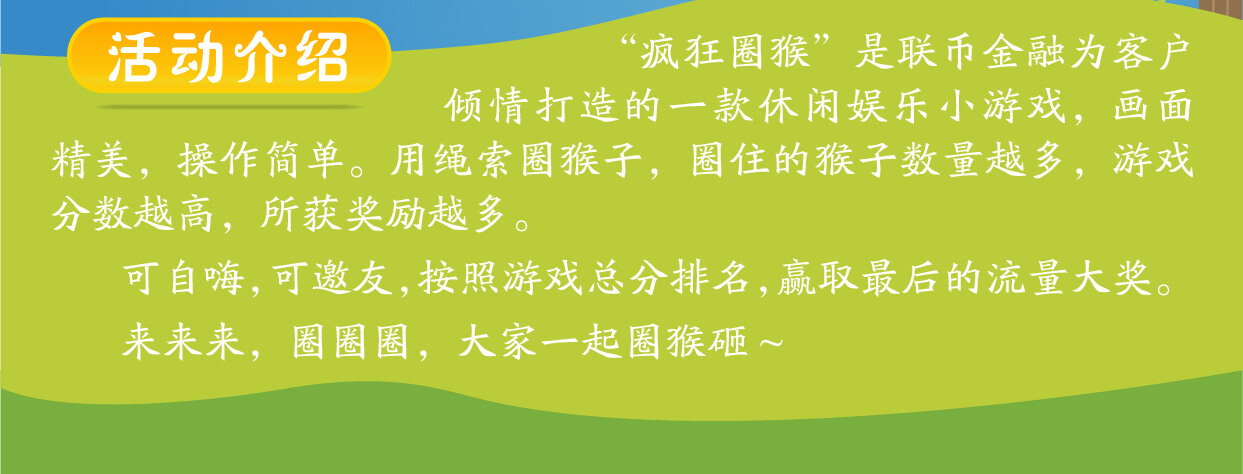 活动介绍
“疯狂圈猴”是联币金融为客户
倾情打造的一款休闲娱乐小游戏，画面
精美，操作简单。用绳索圈猴子，圈住的猴子数量越多，游戏
分数越高，所获奖励越多。
可自嗨,可邀友,按照游戏总分排名,赢取最后的流量大奖。
来来来，圈圈圈，大家一起圈猴砸~